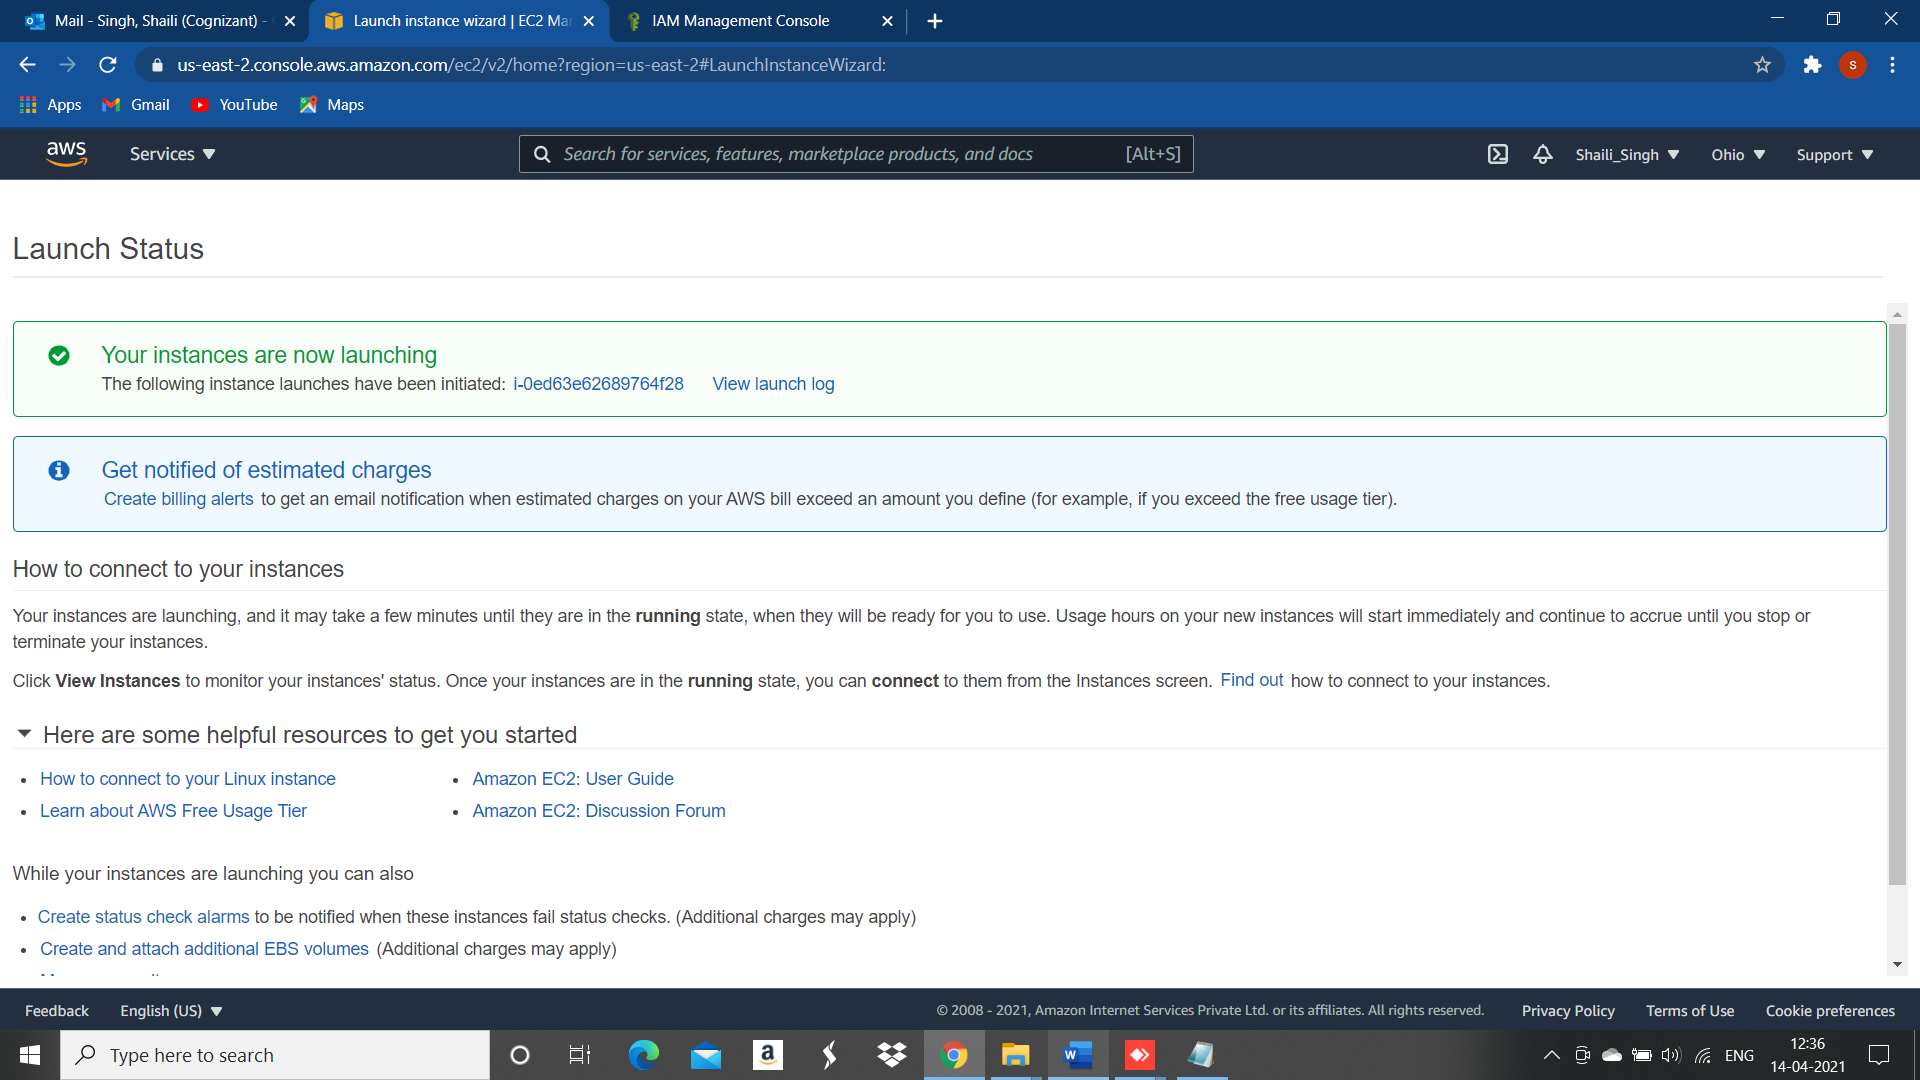 Mail - Singh, Shaili (Cognizant) -
Launch instance wizard | EC2 Mar
IAM Management Console
us-east-2.console.aws.amazon.com/ec2/v2/home?region=us-east-2#LaunchInstanceWizard:
S
Apps
Gmail
YouTube
Maps
aws
Services
Search for services, features, marketplace products, and docs
[Alt+S]
Shaili_Singh
Ohio
Support
Launch Status
Your instances are now launching
The following instance launches have been initiated: i-0ed63e62689764f28 View launch log
Get notified of estimated charges
Create billing alerts to get an email notification when estimated charges on your AWS bill exceed an amount you define (for example, if you exceed the free usage tier).
How to connect to your instances
Your instances are launching, and it may take a few minutes until they are in the running state, when they will be ready for you to use. Usage hours on your new instances will start immediately and continue to accrue until you stop or
terminate your instances.
Click View Instances to monitor your instances' status. Once your instances are in the running state, you can connect to them from the Instances screen. Find out how to connect to your instances.
Here are some helpful resources to get you started
• How to connect to your Linux instance
• Amazon EC2: User Guide
• Learn about AWS Free Usage Tier
• Amazon EC2: Discussion Forum
While your instances are launching you can also
• Create status check alarms to be notified when these instances fail status checks. (Additional charges may apply)
• Create and attach additional EBS volumes (Additional charges may apply)
Feedback
English (US)
© 2008 - 2021, Amazon Internet Services Private Ltd. or its affiliates. All rights reserved.
Privacy Policy
Terms of Use
Cookie preferences
Type here to search
ENG
12:36
14-04-2021